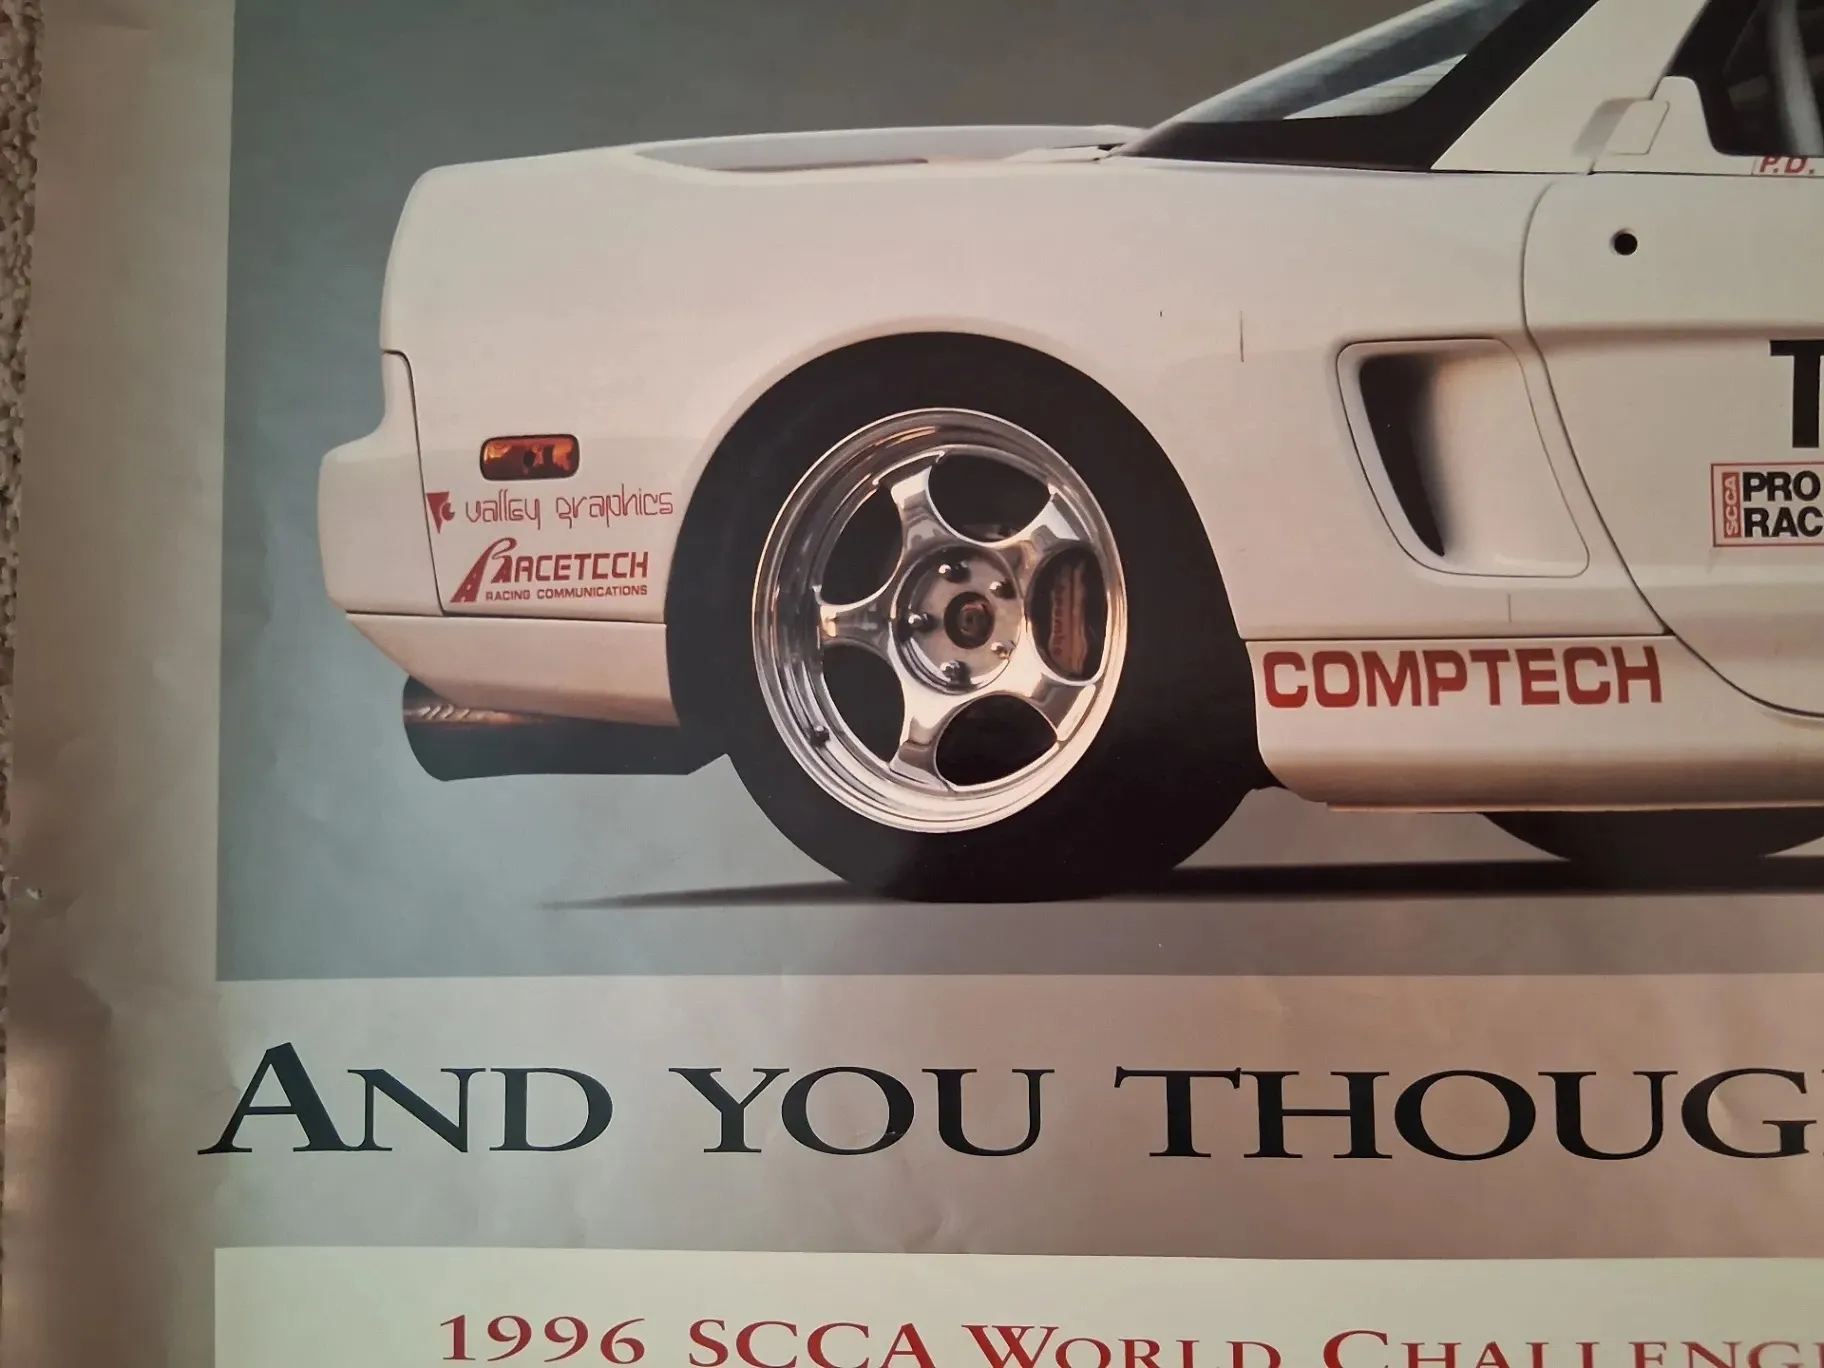 P.D.
T
valley graphics
RACETECH
RACING COMMUNICATIONS
SCCA
PRO
RAC
COMPTECH
AND YOU THOUG
1996 SCCA WORLD CHALLENG